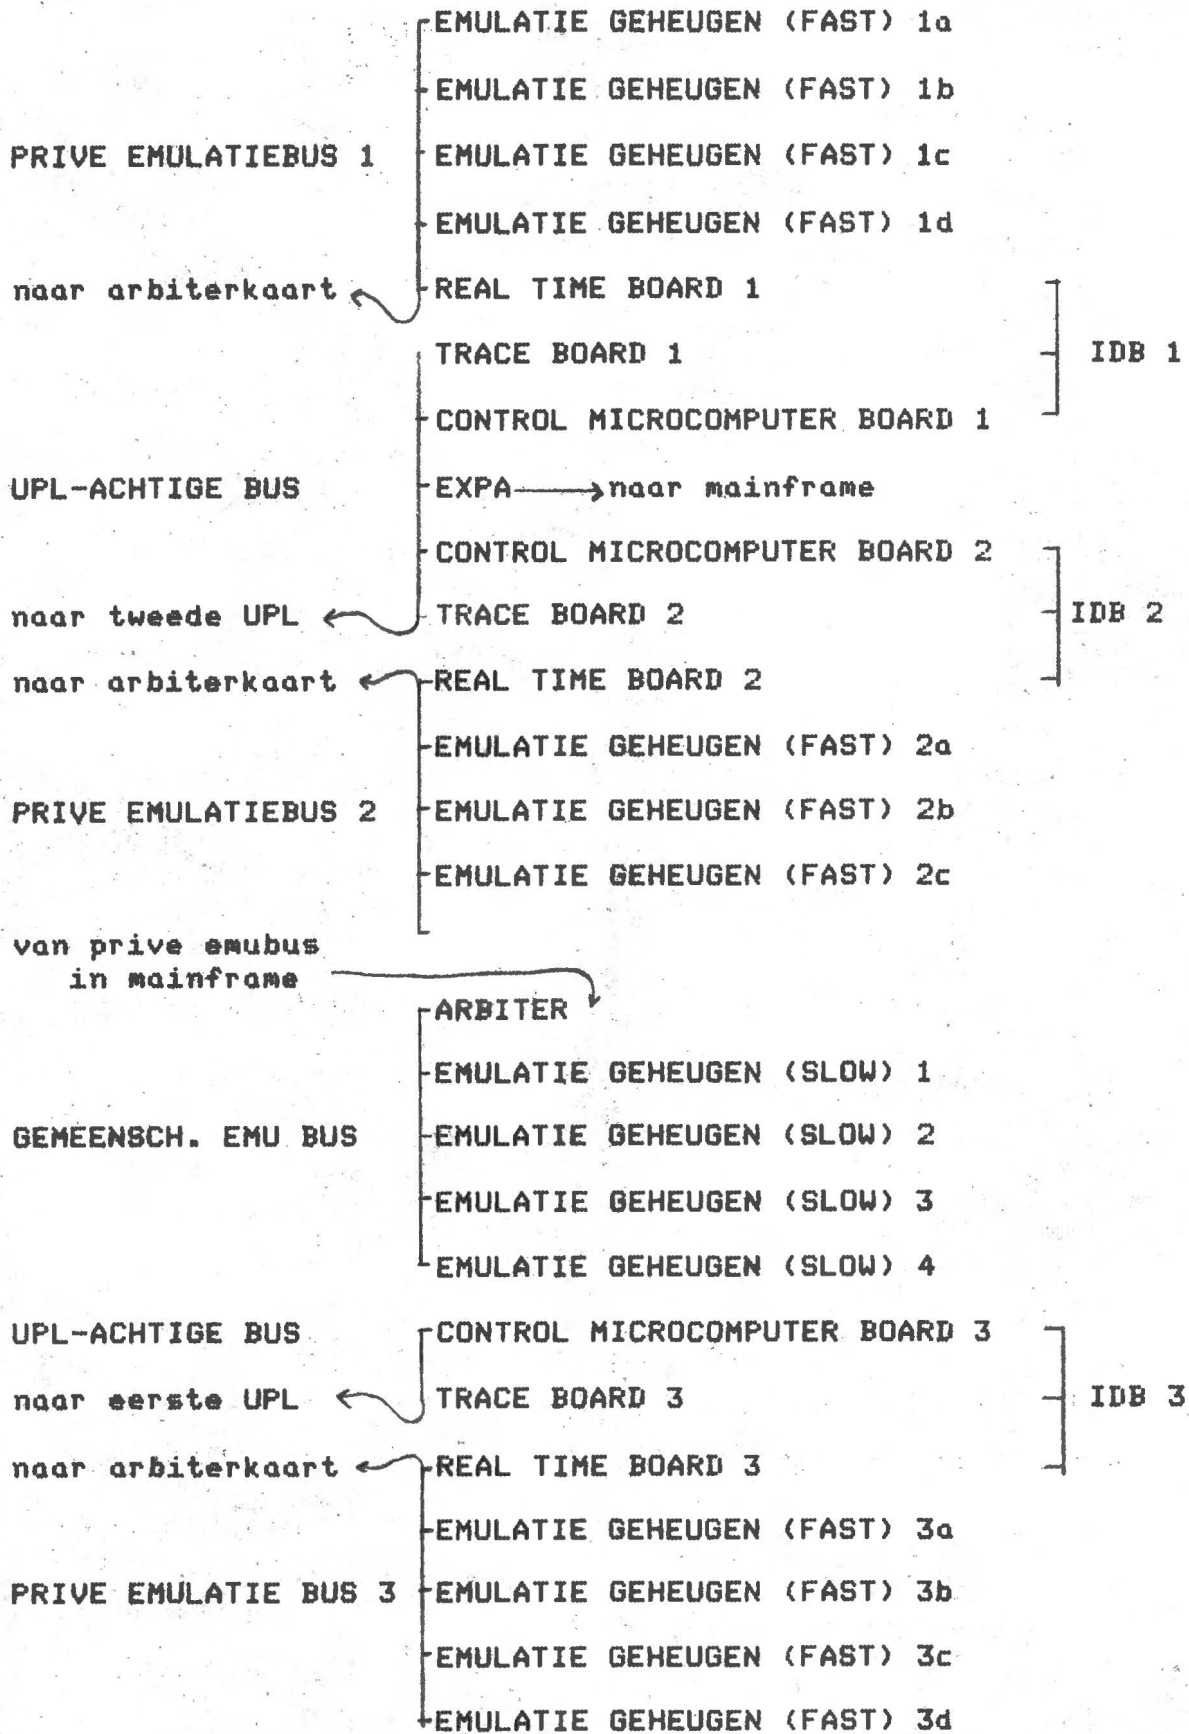 EMULATIE GEHEUGEN (FAST) 1a
EMULATIE GEHEUGEN (FAST) 1b
PRIVE EMULATIEBUS 1 EMULATIE GEHEUGEN (FAST) 1c
EMULATIE GEHEUGEN (FAST) 1d
naar arbiterkaart REAL TIME BOARD 1
TRACE BOARD 1 IDB 1
CONTROL MICROCOMPUTER BOARD 1
UPL-ACHTIGE BUS EXPA naar mainframe
CONTROL MICROCOMPUTER BOARD 2
naar tweede UPL TRACE BOARD 2 IDB 2
naar arbiterkaart REAL TIME BOARD 2
EMULATIE GEHEUGEN (FAST) 2a
PRIVE EMULATIEBUS 2 EMULATIE GEHEUGEN (FAST) 2b
EMULATIE GEHEUGEN (FAST) 2c
van prive emubus
in mainframe
ARBITER
EMULATIE GEHEUGEN (SLOW) 1
GEMEENSCH. EMU BUS EMULATIE GEHEUGEN (SLOW) 2
EMULATIE GEHEUGEN (SLOW) 3
EMULATIE GEHEUGEN (SLOW) 4
UPL-ACHTIGE BUS CONTROL MICROCOMPUTER BOARD 3
naar eerste UPL TRACE BOARD 3 IDB 3
naar arbiterkaart REAL TIME BOARD 3
EMULATIE GEHEUGEN (FAST) 3a
PRIVE EMULATIE BUS 3 EMULATIE GEHEUGEN (FAST) 3b
EMULATIE GEHEUGEN (FAST) 3c
EMULATIE GEHEUGEN (FAST) 3d